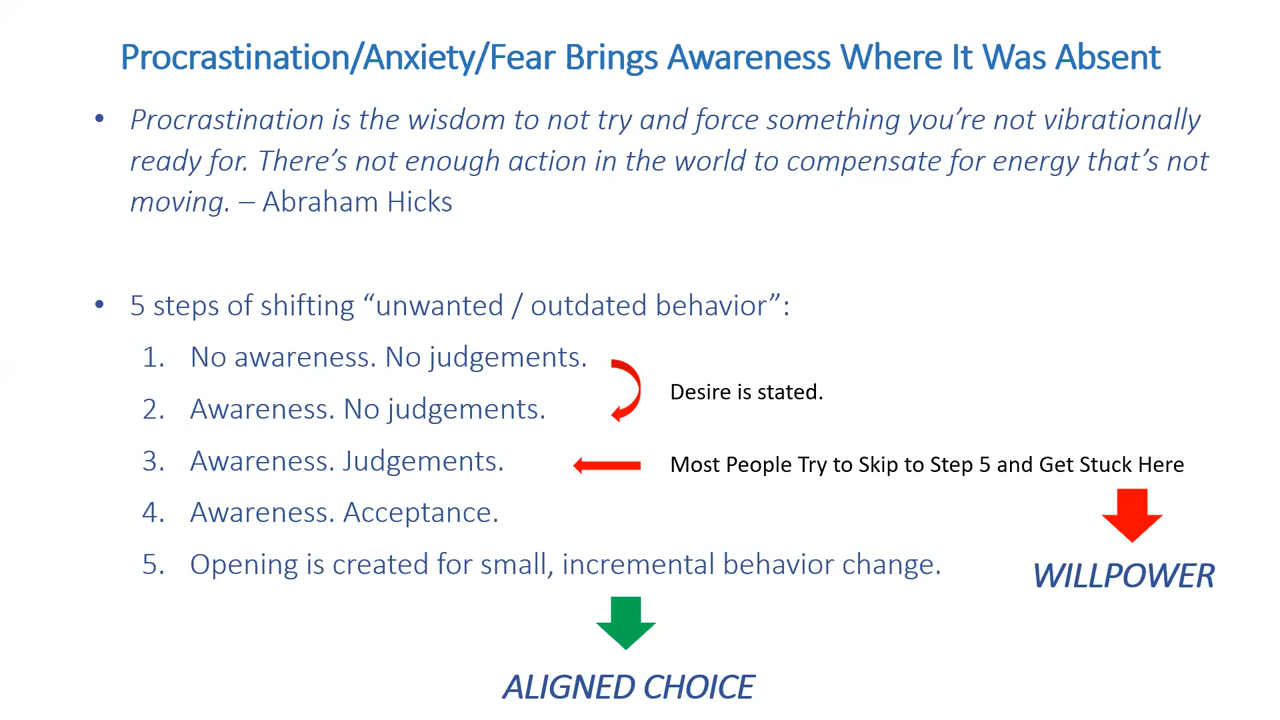 Procrastination/Anxiety/Fear Brings Awareness Where It Was Absent
• Procrastination is the wisdom to not try and force something you're not vibrationally
ready for. There's not enough action in the world to compensate for energy that's not
moving. – Abraham Hicks
• 5 steps of shifting “unwanted / outdated behavior”:
1. No awareness. No judgements.
Desire is stated.
2. Awareness. No judgements.
3. Awareness. Judgements.
Most People Try to Skip to Step 5 and Get Stuck Here
4. Awareness. Acceptance.
5. Opening is created for small, incremental behavior change.
WILLPOWER
ALIGNED CHOICE